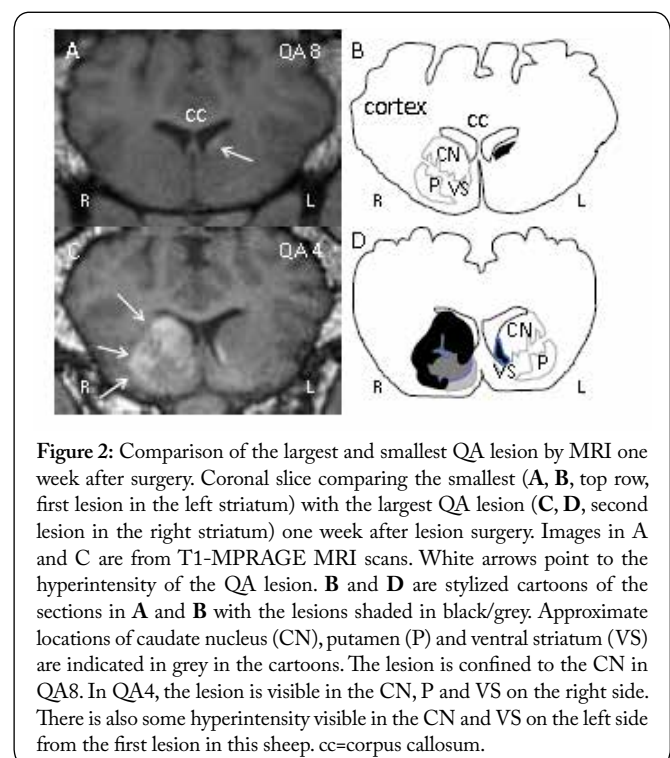 A QA 8 B
cortex
cc cc
CN
P VS
R L R L
C QA 4 D
CN
P
VS
R L R L
Figure 2: Comparison of the largest and smallest QA lesion by MRI one
week after surgery. Coronal slice comparing the smallest (A, B, top row,
first lesion in the left striatum) with the largest QA lesion (C, D, second
lesion in the right striatum) one week after lesion surgery. Images in A
and C are from T1-MPRAGE MRI scans. White arrows point to the
hyperintensity of the QA lesion. B and D are stylized cartoons of the
sections in A and B with the lesions shaded in black/grey. Approximate
locations of caudate nucleus (CN), putamen (P) and ventral striatum (VS)
are indicated in grey in the cartoons. The lesion is confined to the CN in
QA8. In QA4, the lesion is visible in the CN, P and VS on the right side.
There is also some hyperintensity visible in the CN and VS on the left side
from the first lesion in this sheep. cc=corpus callosum.